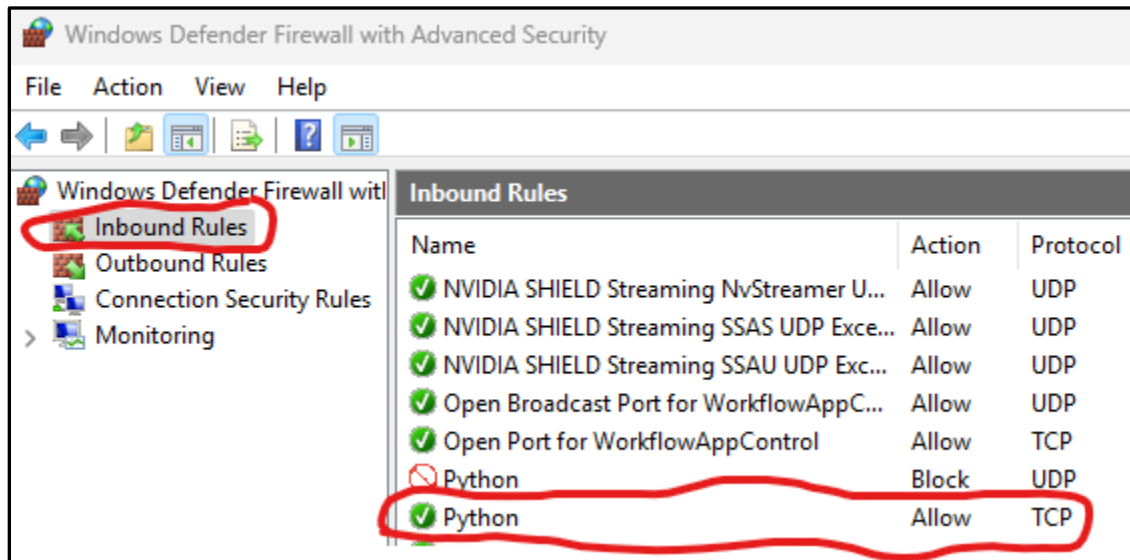 Windows Defender Firewall with Advanced Security
File Action View Help
Windows Defender Firewall with
Inbound Rules
Outbound Rules
Connection Security Rules
Monitoring
Inbound Rules
Name Action Protocol
NVIDIA SHIELD Streaming NvStreamer U... Allow UDP
NVIDIA SHIELD Streaming SSAS UDP Exce... Allow UDP
NVIDIA SHIELD Streaming SSAU UDP Exc... Allow UDP
Open Broadcast Port for WorkflowAppC... Allow UDP
Open Port for WorkflowAppControl Allow TCP
Python Block UDP
Python Allow TCP